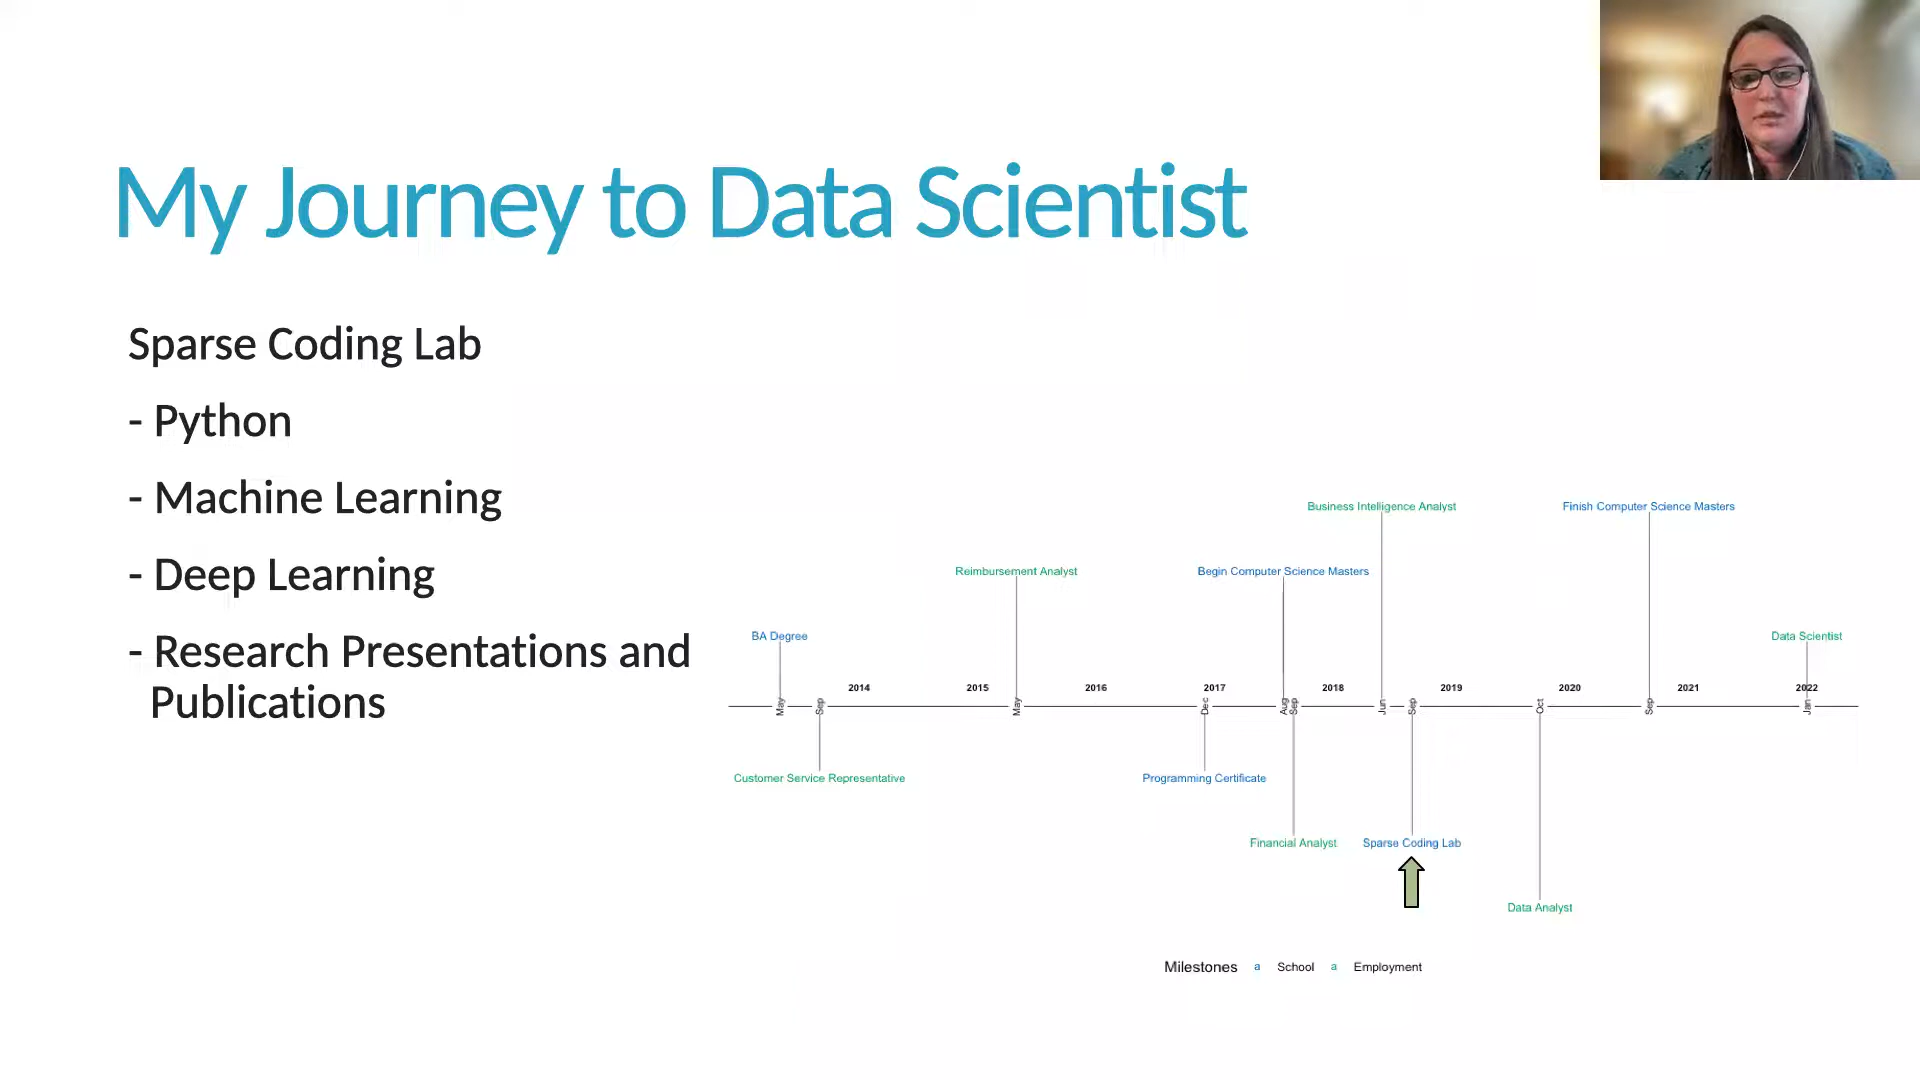 My Journey to Data Scientist
Sparse Coding Lab
- Python
- Machine Learning
- Deep Learning
- Research Presentations and
Publications
Business Intelligence Analyst
Finish Computer Science Masters
Reimbursement Analyst
Begin Computer Science Masters
BA Degree
Data Scientist
2014 2015 2016 2017 2018 2019 2020 2021 2022
May Sep May Dec Aug Sep Jun Sep Oct Sep Jan
Customer Service Representative
Programming Certificate
Financial Analyst
Sparse Coding Lab
Data Analyst
Milestones a School a Employment